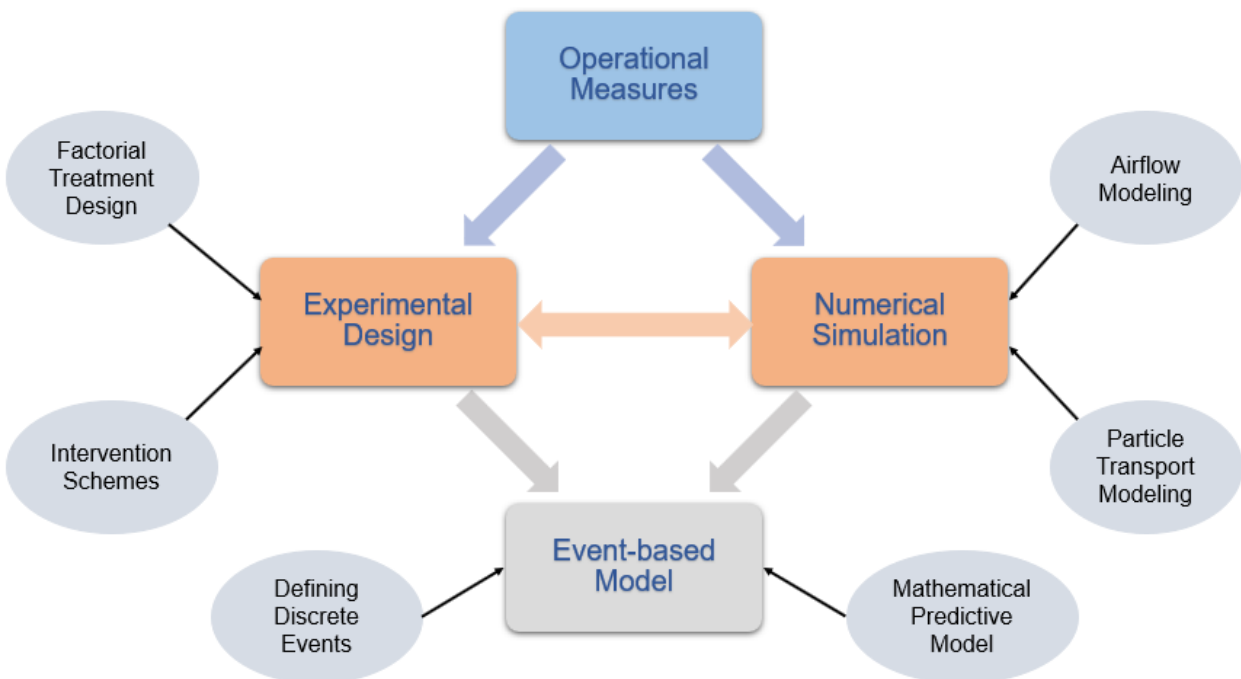 Operational
Measures
Factorial
Treatment
Design
Airflow
Modeling
Experimental
Design
Numerical
Simulation
Intervention
Schemes
Particle
Transport
Modeling
Event-based
Model
Defining
Discrete
Events
Mathematical
Predictive
Model